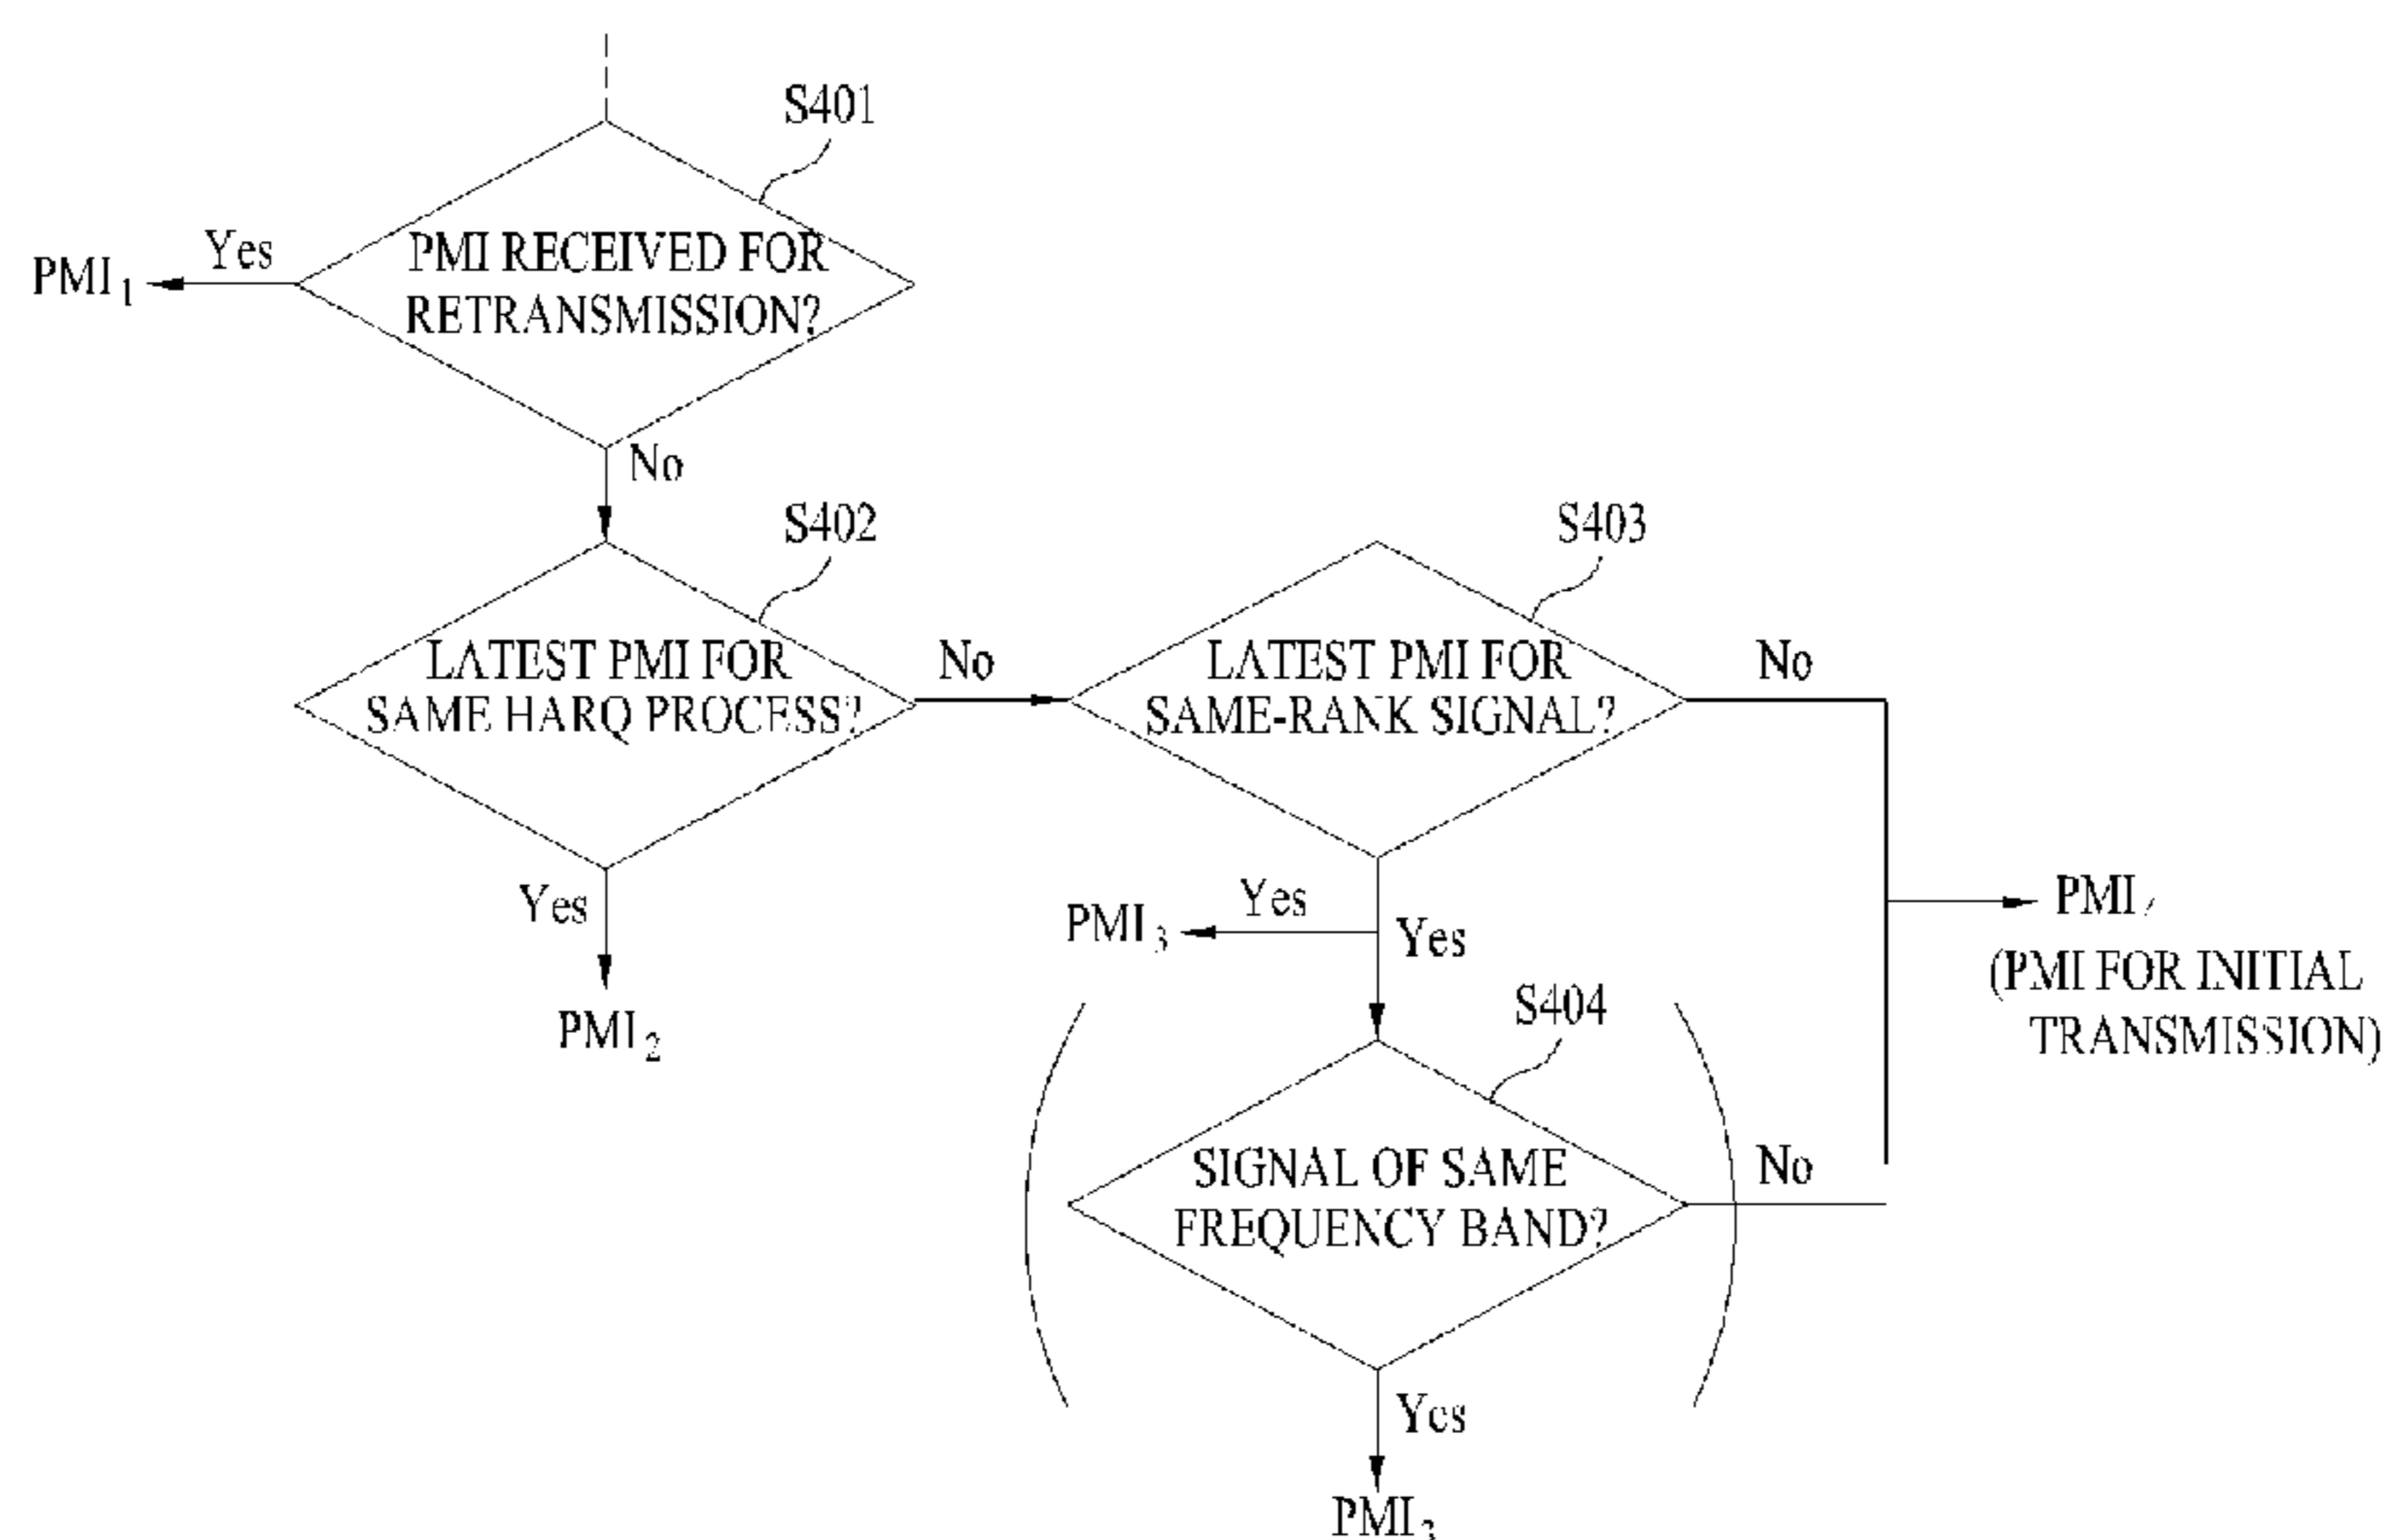 S401
PMI RECEIVED FOR
RETRANSMISSION?
Yes
PMI 1
No
S402
LATEST PMI FOR
SAME HARQ PROCESS?
No
Yes
PMI 2
S403
LATEST PMI FOR
SAME-RANK SIGNAL?
No
Yes
PMI 3
Yes
PMI
(PMI FOR INITIAL
TRANSMISSION)
S404
SIGNAL OF SAME
FREQUENCY BAND?
No
Yes
PMI 3